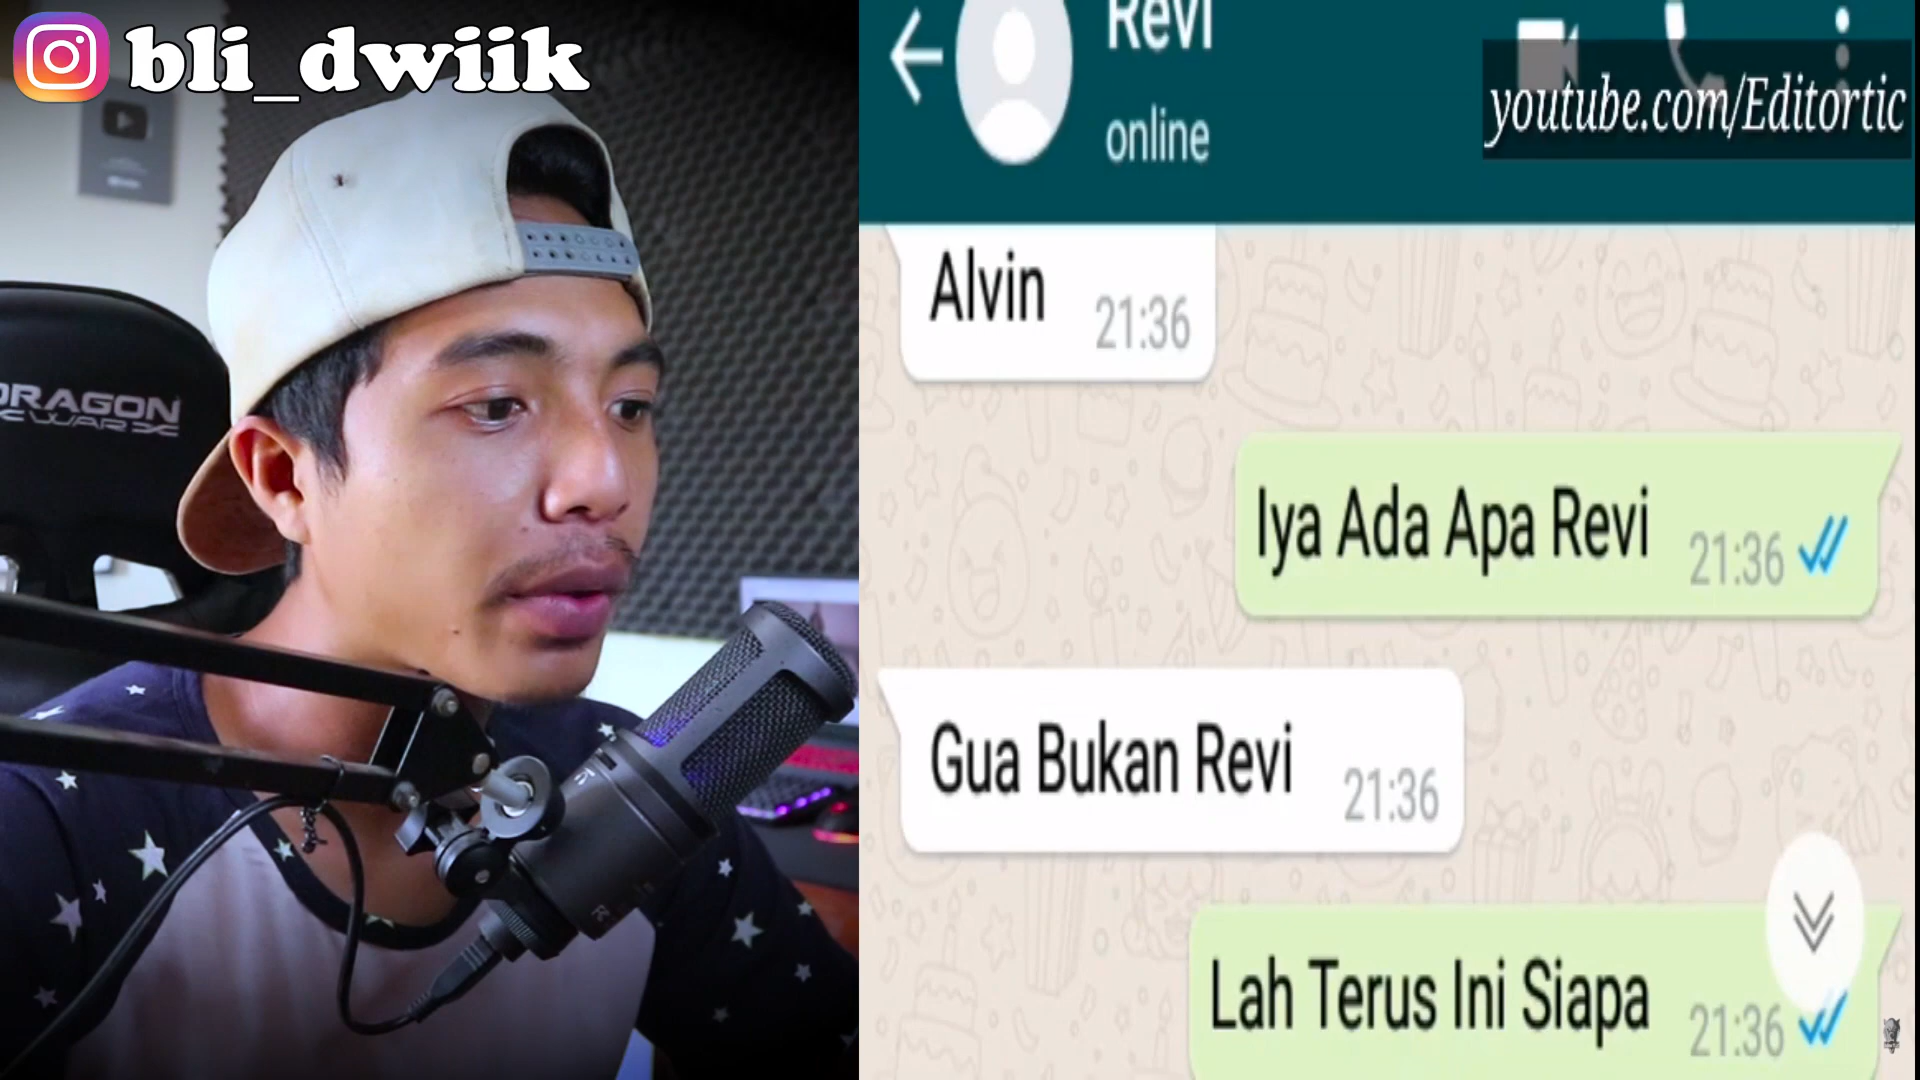 bli_dwiik
DRAGON
WAR
Revi
online
youtube.com/Editortic
Alvin
21:36
Iya Ada Apa Revi
21:36
Gua Bukan Revi
21:36
Lah Terus Ini Siapa
21:36